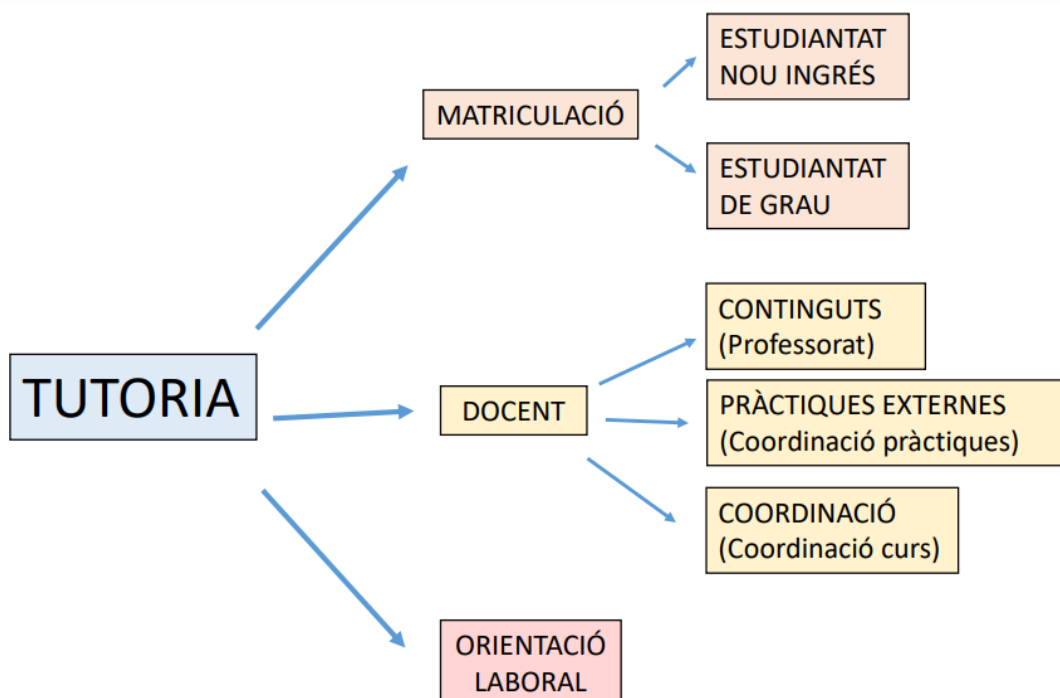 ESTUDIANTAT
NOU INGRÉS
MATRICULACIÓ
ESTUDIANTAT
DE GRAU
TUTORIA
CONTINGUTS
(Professorat)
DOCENT
PRÀCTIQUES EXTERNES
(Coordinació pràctiques)
COORDINACIÓ
(Coordinació curs)
ORIENTACIÓ
LABORAL